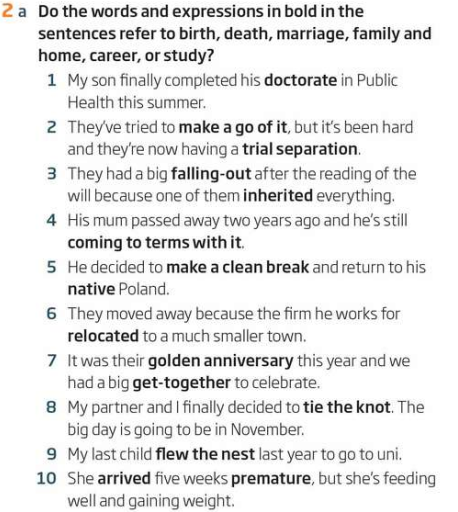 2 a Do the words and expressions in bold in the
sentences refer to birth, death, marriage, family and
home, career, or study?
1 My son finally completed his doctorate in Public
Health this summer.
2 They've tried to make a go of it, but it's been hard
and they're now having a trial separation.
3 They had a big falling-out after the reading of the
will because one of them inherited everything.
4 His mum passed away two years ago and he's still
coming to terms with it.
5 He decided to make a clean break and return to his
native Poland.
6 They moved away because the firm he works for
relocated to a much smaller town.
7 It was their golden anniversary this year and we
had a big get-together to celebrate.
8 My partner and I finally decided to tie the knot. The
big day is going to be in November.
9 My last child flew the nest last year to go to uni.
10 She arrived five weeks premature, but she's feeding
well and gaining weight.